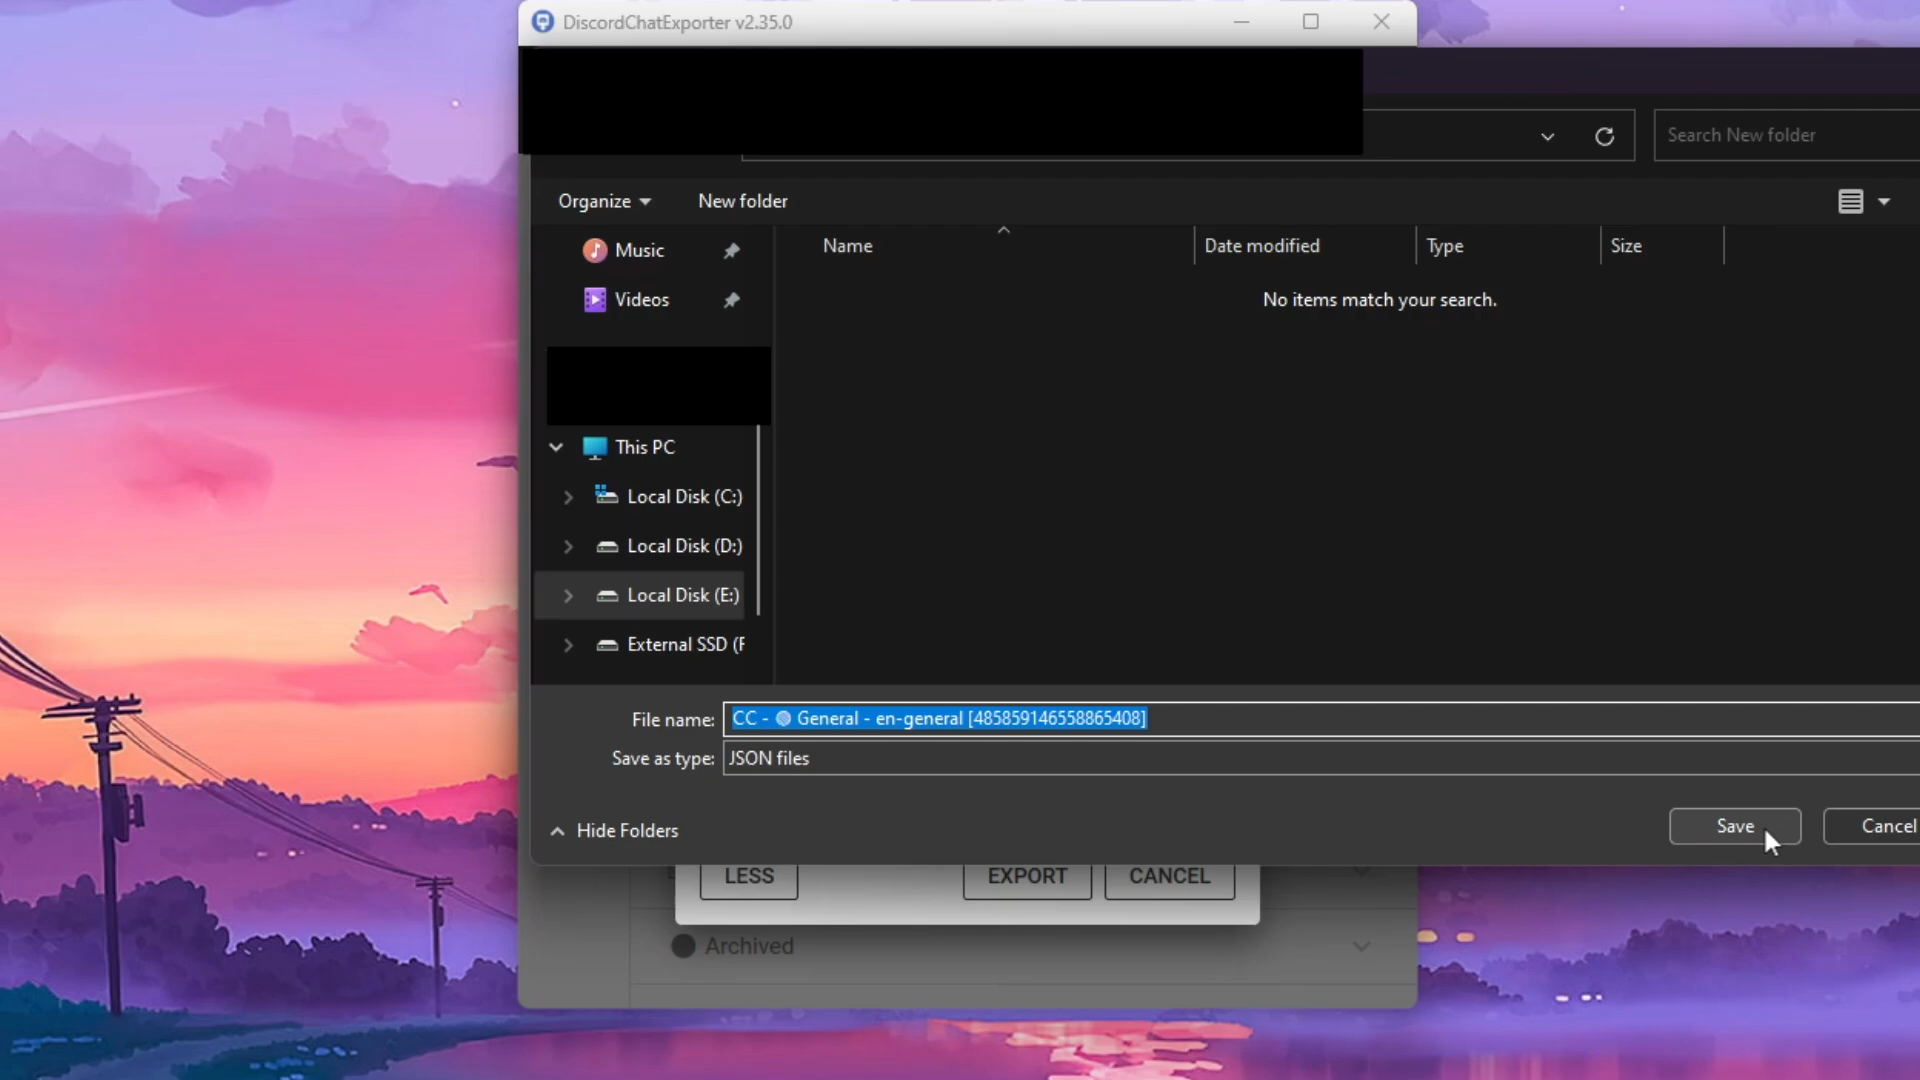 DiscordChatExporter v2.35.0
Search New folder
Organize
New folder
Name
Date modified
Type
Size
Music
Videos
No items match your search.
This PC
Local Disk (C:)
Local Disk (D:)
Local Disk (E:)
External SSD (F
File name:
CC - General - en-general [485859146558865408]
Save as type:
JSON files
Hide Folders
Save
Cancel
LESS
EXPORT
CANCEL
Archived